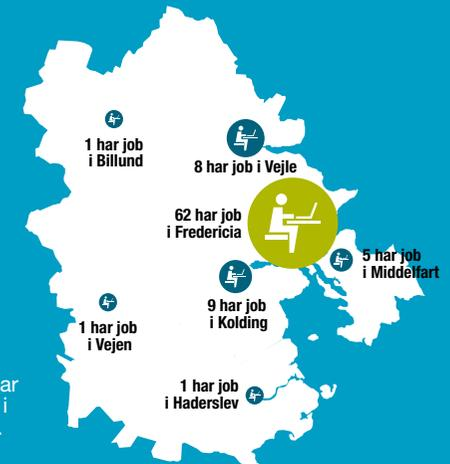 1 har job
i Billund
8 har job i Vejle
62 har job
i Fredericia
5 har job
i Middelfart
9 har job
i Kolding
1 har job
i Vejen
1 har job
i Haderslev
ar
i